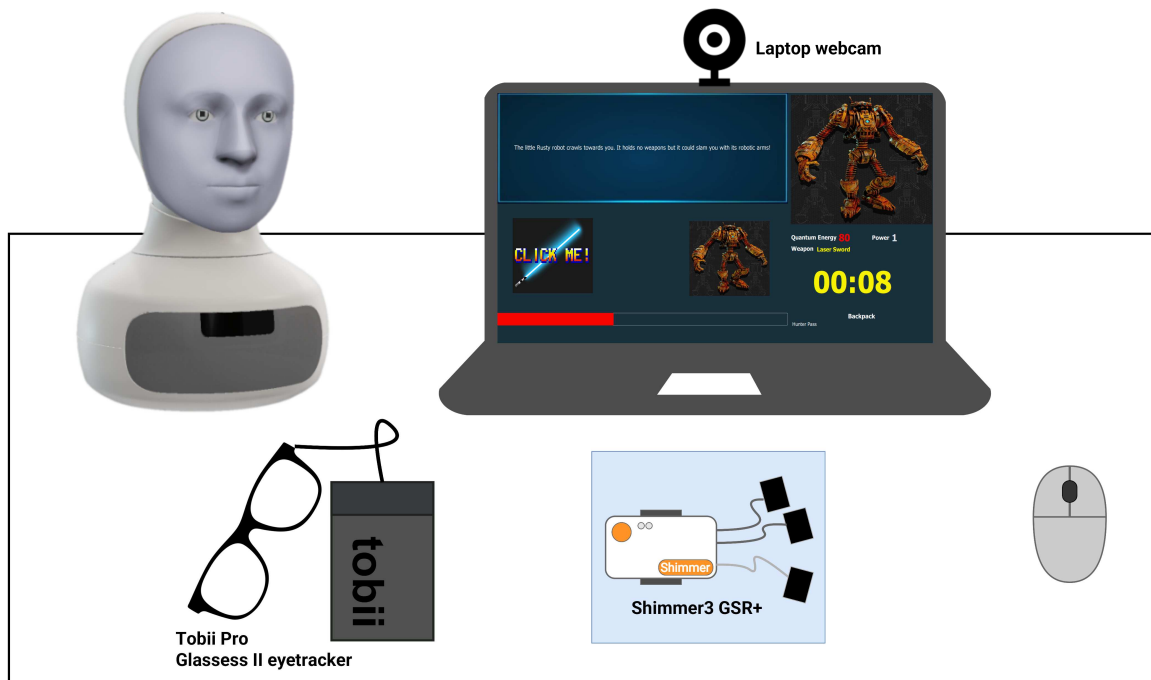 Laptop webcam
The little Rusty robot crawls towards you. It holds no weapons but it could slam you with its robotic arms!
CLICK ME!
Quantum Energy 80 Power 1
Weapon Laser Sword
00:08
Backpack
Hunter Pass
tobii
Tobii Pro
Glassess II eyetracker
Shimmer
Shimmer3 GSR+